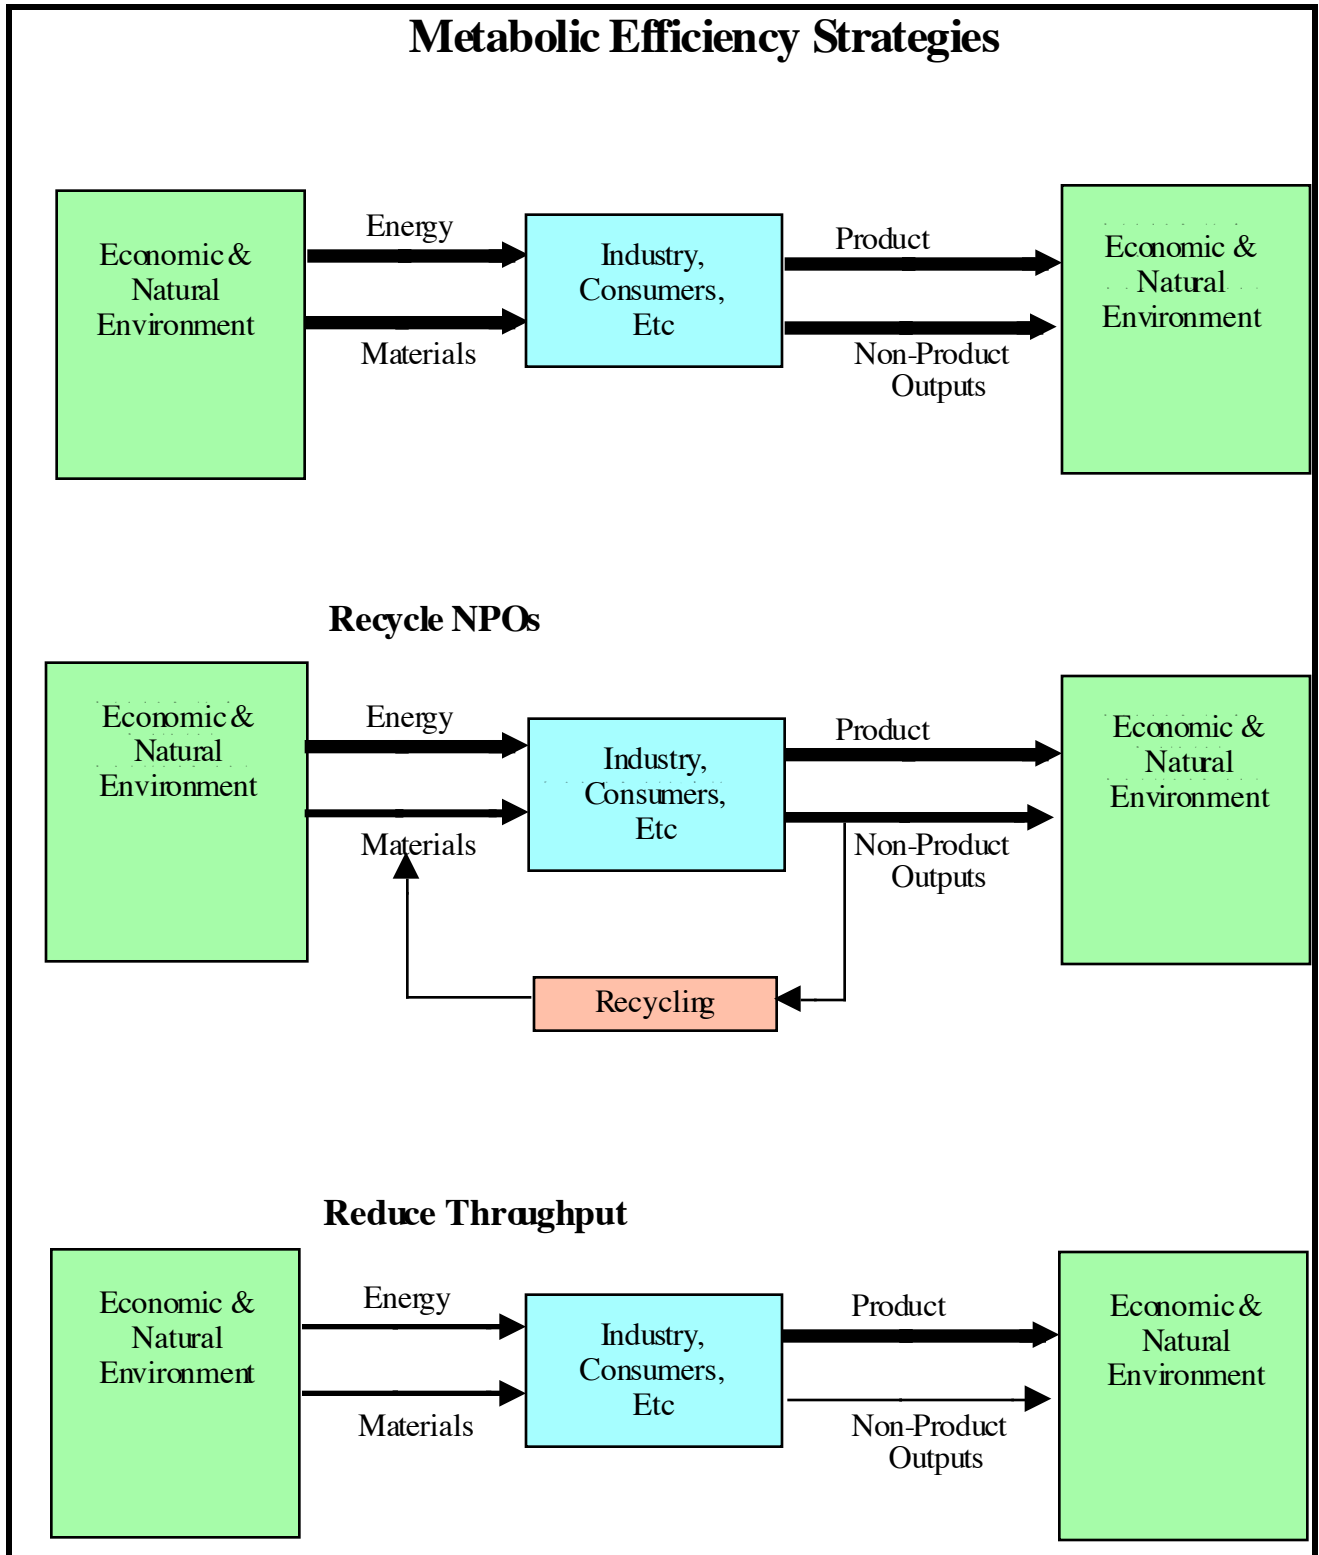 Metabolic Efficiency Strategies
Energy
Economic &
Natural
Environment
Materials
Industry,
Consumers,
Etc
Product
Non-Product
Outputs
Economic &
Natural
Environment
Recycle NPOs
Economic &
Natural
Environment
Energy
Materials
Industry,
Consumers,
Etc
Product
Non-Product
Outputs
Economic &
Natural
Environment
Recycling
Reduce Throughput
Economic &
Natural
Environment
Energy
Materials
Industry,
Consumers,
Etc
Product
Non-Product
Outputs
Economic &
Natural
Environment